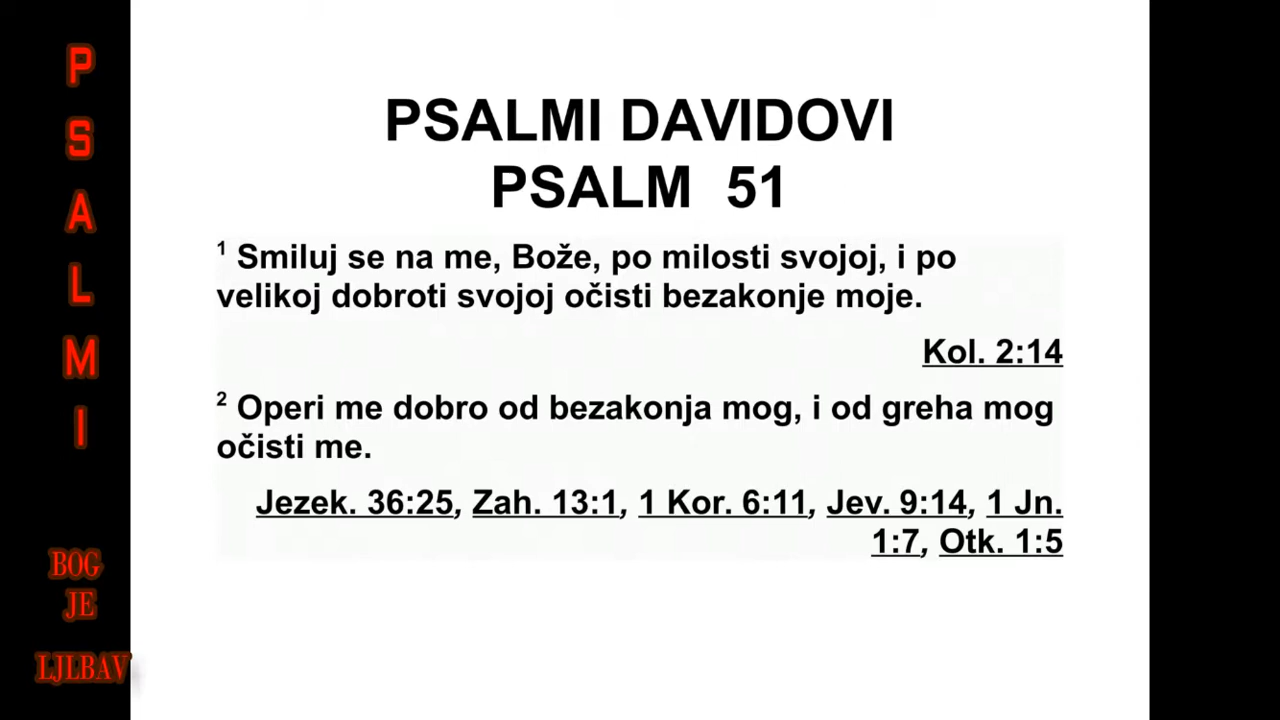 P
S
A
L
M
I
BOG
JE
LJLBAV
PSALMI DAVIDOVI
PSALM 51
1 Smiluj se na me, Bože, po milosti svojoj, i po
velikoj dobroti svojoj očisti bezakonje moje.
Kol. 2:14
2 Operi me dobro od bezakonja mog, i od greha mog
očisti me.
Jezek. 36:25, Zah. 13:1, 1 Kor. 6:11, Jev. 9:14, 1 Jn.
1:7, Otk. 1:5